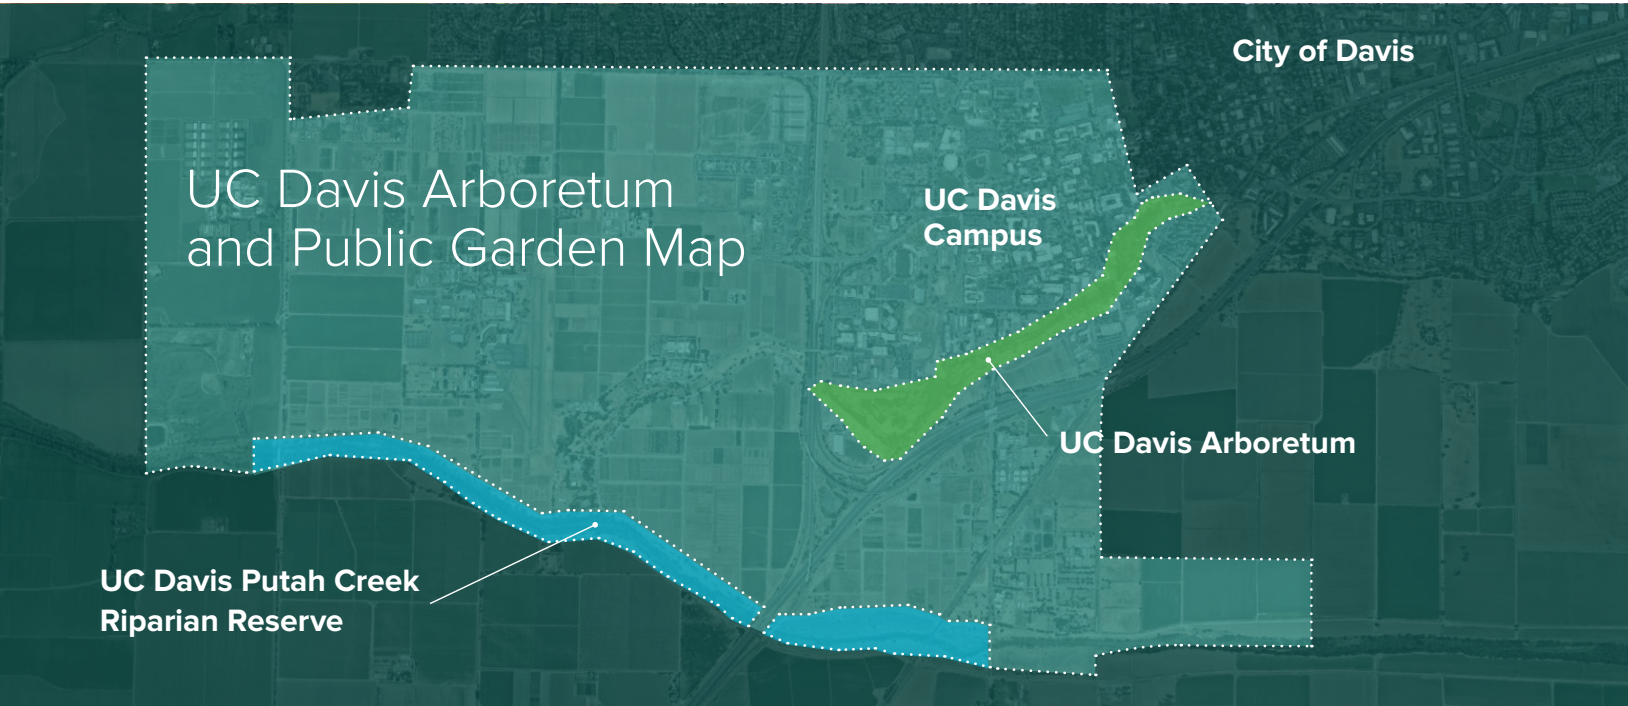 City of Davis
UC Davis Arboretum
and Public Garden Map
UC Davis
Campus
UC Davis Arboretum
UC Davis Putah Creek
Riparian Reserve